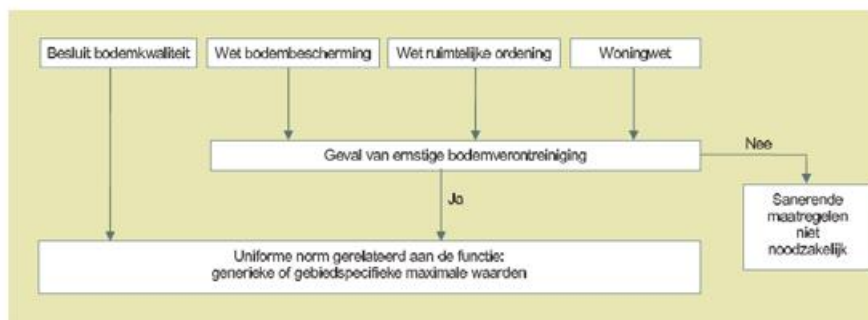 Besluit bodemkwaliteit
Wet bodembescherming
Wet ruimtelijke ordening
Woningwet
Geval van ernstige bodemverontreiniging
Nee
Ja
Sanerende
maatregelen
niet
noodzakelijk
Uniforme norm gerelateerd aan de functie:
generieke of gebiedspecifieke maximale waarden